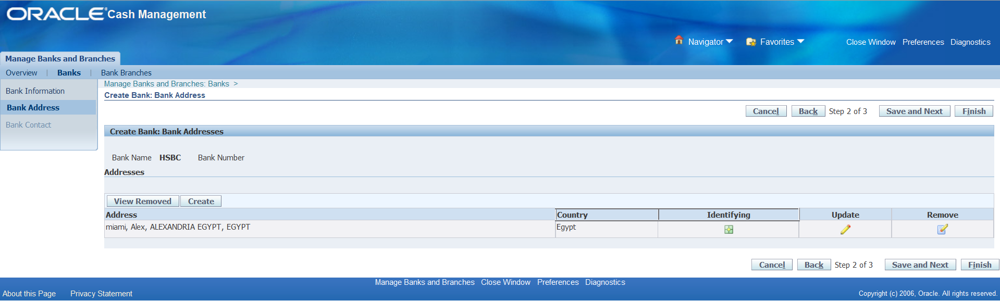 ORACLE® Cash Management
Navigator Favorites Close Window Preferences Diagnostics
Manage Banks and Branches
Overview | Banks | Bank Branches
Bank Information
Bank Address
Bank Contact
Manage Banks and Branches: Banks >
Create Bank: Bank Address
Cancel Back Step 2 of 3 Save and Next Finish
Create Bank: Bank Addresses
Bank Name HSBC Bank Number
Addresses
View Removed Create
Address Country Identifying Update Remove
miami, Alex, ALEXANDRIA EGYPT, EGYPT Egypt
Cancel Back Step 2 of 3 Save and Next Finish
Manage Banks and Branches Close Window Preferences Diagnostics
About this Page Privacy Statement Copyright (c) 2006, Oracle. All rights reserved.